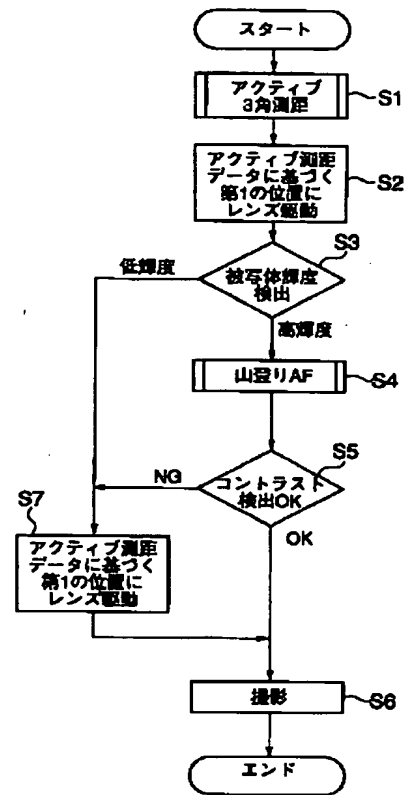 スタート
アクティブ
3角測距
S1
アクティブ測距
データに基づく
第1の位置に
レンズ駆動
S2
S3
低輝度
被写体輝度
検出
高輝度
山登りAF
S4
S5
NG
コントラスト
検出OK
OK
S7
アクティブ測距
データに基づく
第1の位置に
レンズ駆動
撮影
S6
エンド